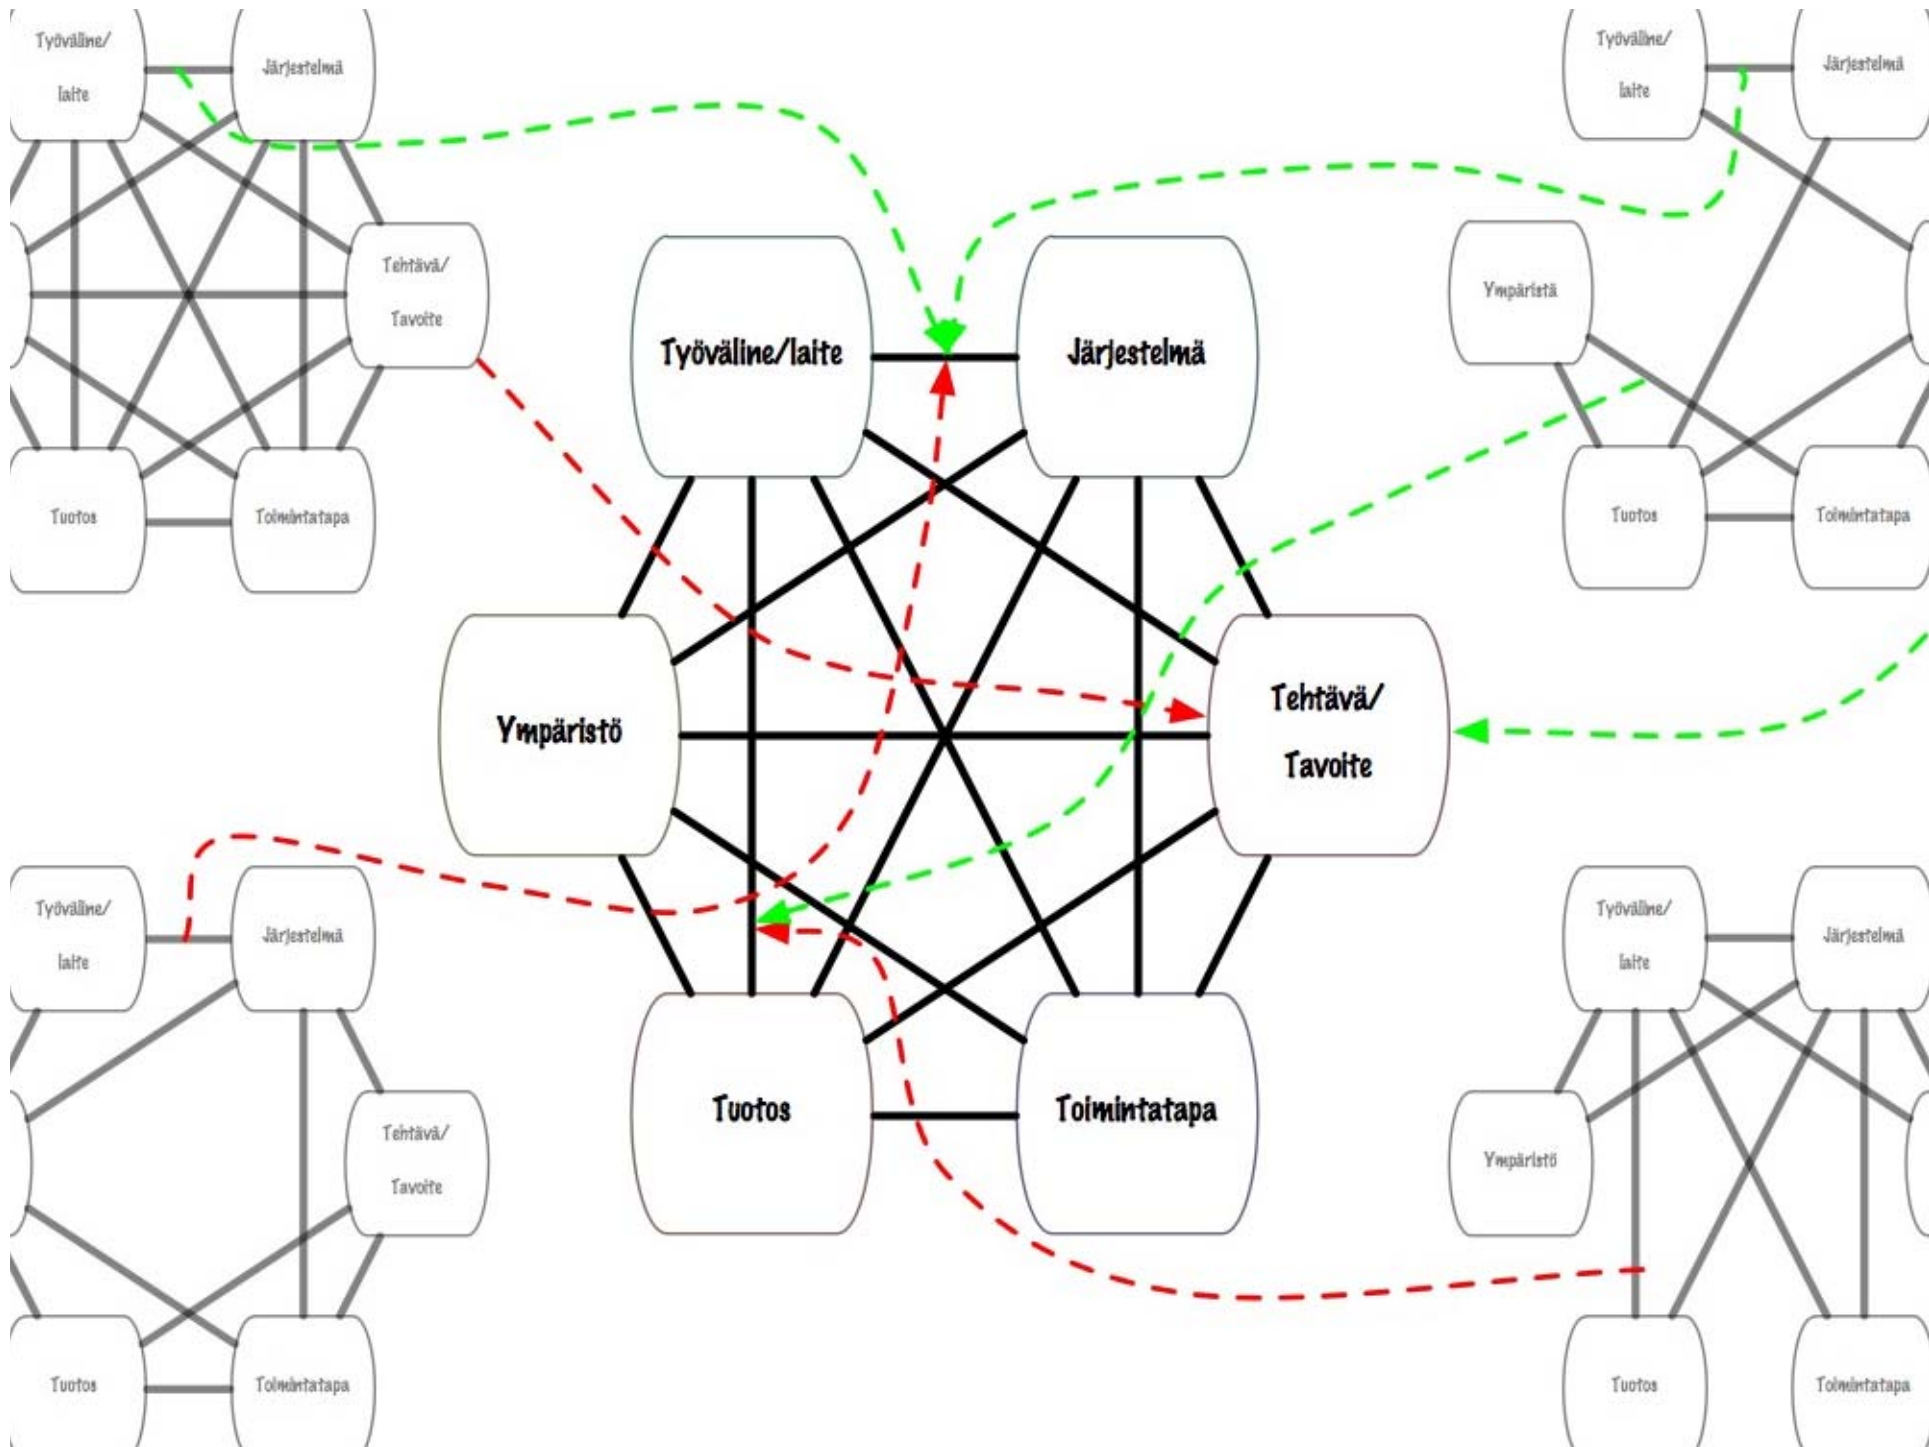 Työväline/
laite
Järjestelmä
Tehtävä/
Tavoite
Tuotos
Toimintatapa
Työväline/
laite
Järjestelmä
Ympäristä
Tuotos
Toimintatapa
Työväline/laite
Järjestelmä
Ympäristö
Tehtävä/
Tavoite
Tuotos
Toimintatapa
Työväline/
laite
Järjestelmä
Tehtävä/
Tavoite
Tuotos
Toimintatapa
Työväline/
laite
Järjestelmä
Ympäristö
Tuotos
Toimintatapa